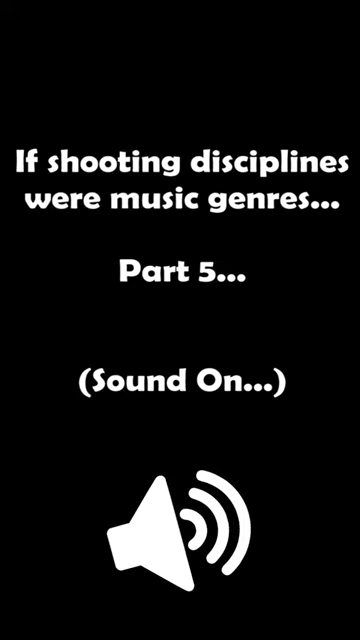 If shooting disciplines
were music genres...
Part 5...
(Sound On...)